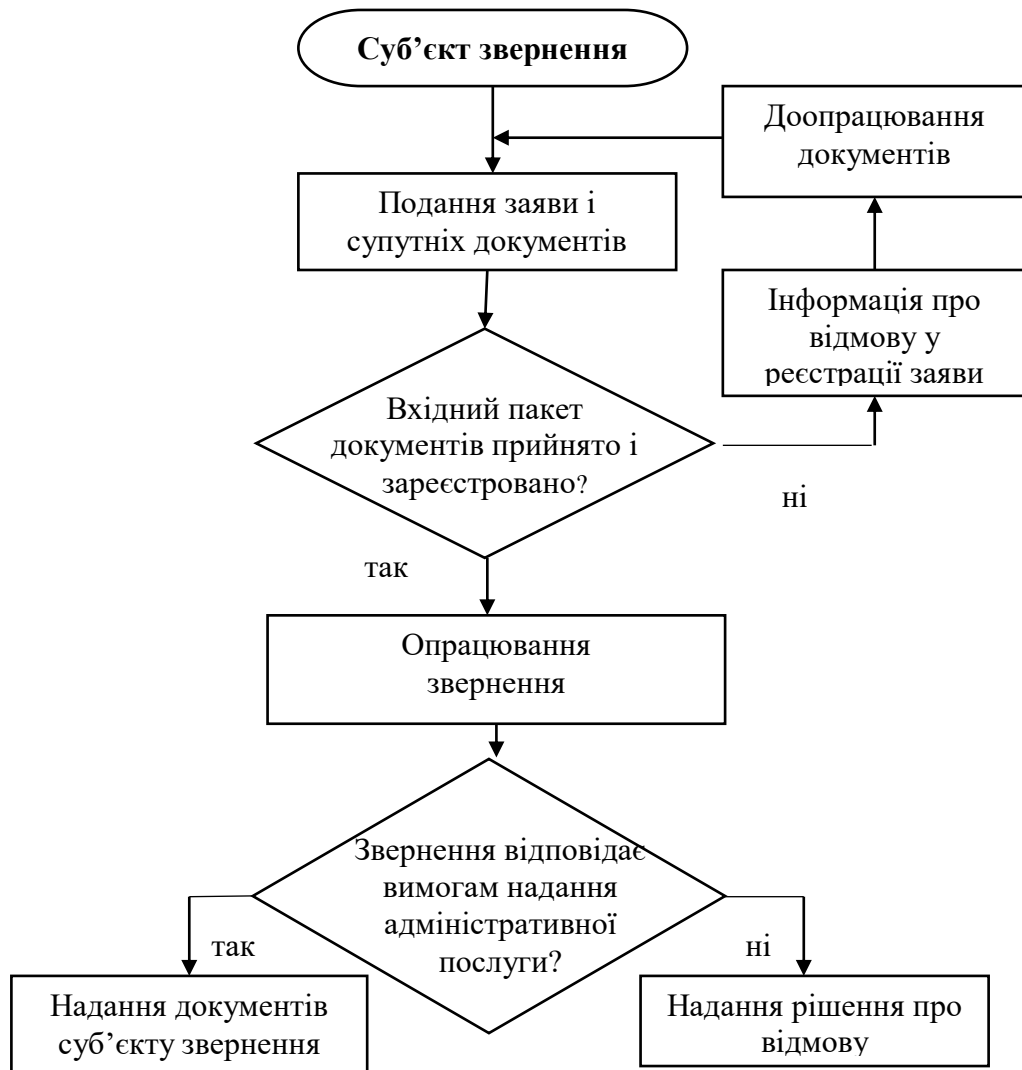 Суб’єкт звернення
Доопрацювання
документів
Подання заяви і
супутніх документів
Інформація про
відмову у
реєстрації заяви
Вхідний пакет
документів прийнято і
зареєстровано?
ні
так
Опрацювання
звернення
Звернення відповідає
вимогам надання
адміністративної
послуги?
так
ні
Надання документів
суб’єкту звернення
Надання рішення про
відмову